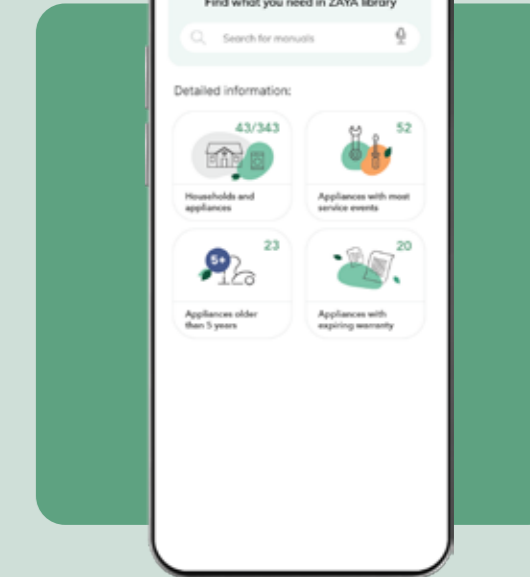 Find what you need in ZAYA library
Search for manuals
Detailed information:
43/343
52
Households and
appliances
Appliances with most
service events
23
5+
20
Appliances older
than 5 years
Appliances with
expiring warranty